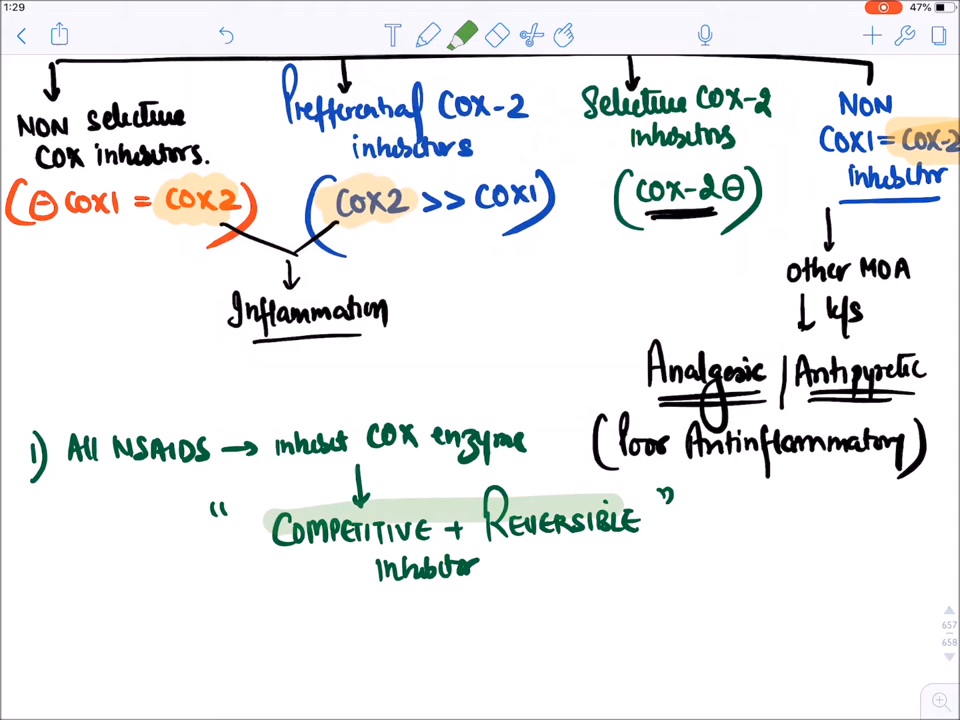 1:29
47%
T
NON selective
COX inhibitors.
(⊖ COX1 = COX2)
Prefferential COX-2
inhibitors
(COX2 >> COX1)
Selective COX-2
inhibitors
(COX-2⊖)
NON
COX1 = COX-2
inhibitor
Inflammation
Other MOA
↓ k/s
Analgesic / Antipyretic
(Poor Antinflammatory)
1) All NSAIDS → inhibit COX enzyme
" COMPETITIVE + REVERSIBLE "
inhibitor
657
658